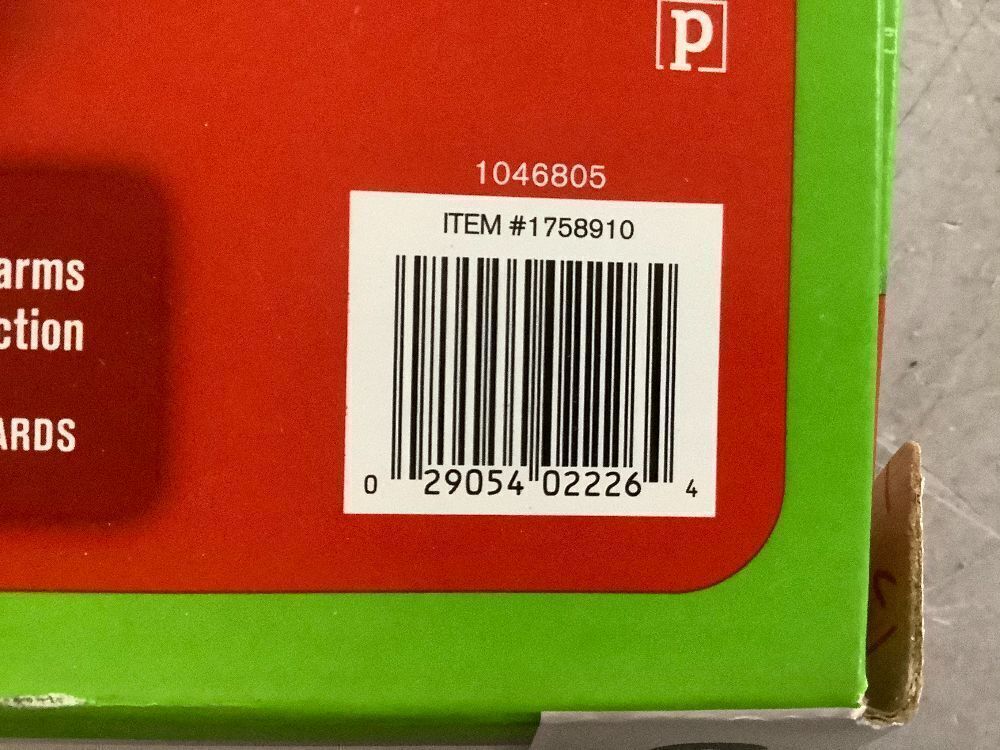 p
1046805
ITEM #1758910
arms
ction
ARDS
0 29054 02226 4